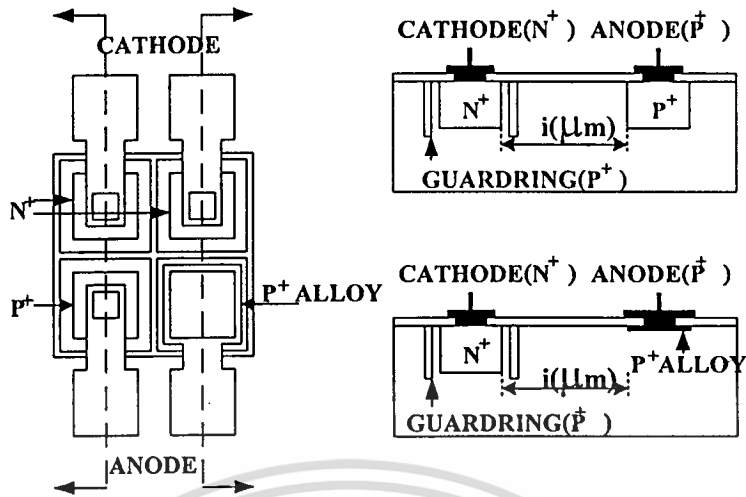 CATHODE
N⁺
P⁺
P⁺ ALLOY
ANODE
CATHODE(N⁺) ANODE(P⁺)
N⁺
P⁺
i(μm)
GUARDRING(P⁺)
CATHODE(N⁺) ANODE(P⁺)
N⁺
P⁺ ALLOY
i(μm)
GUARDRING(P⁺)